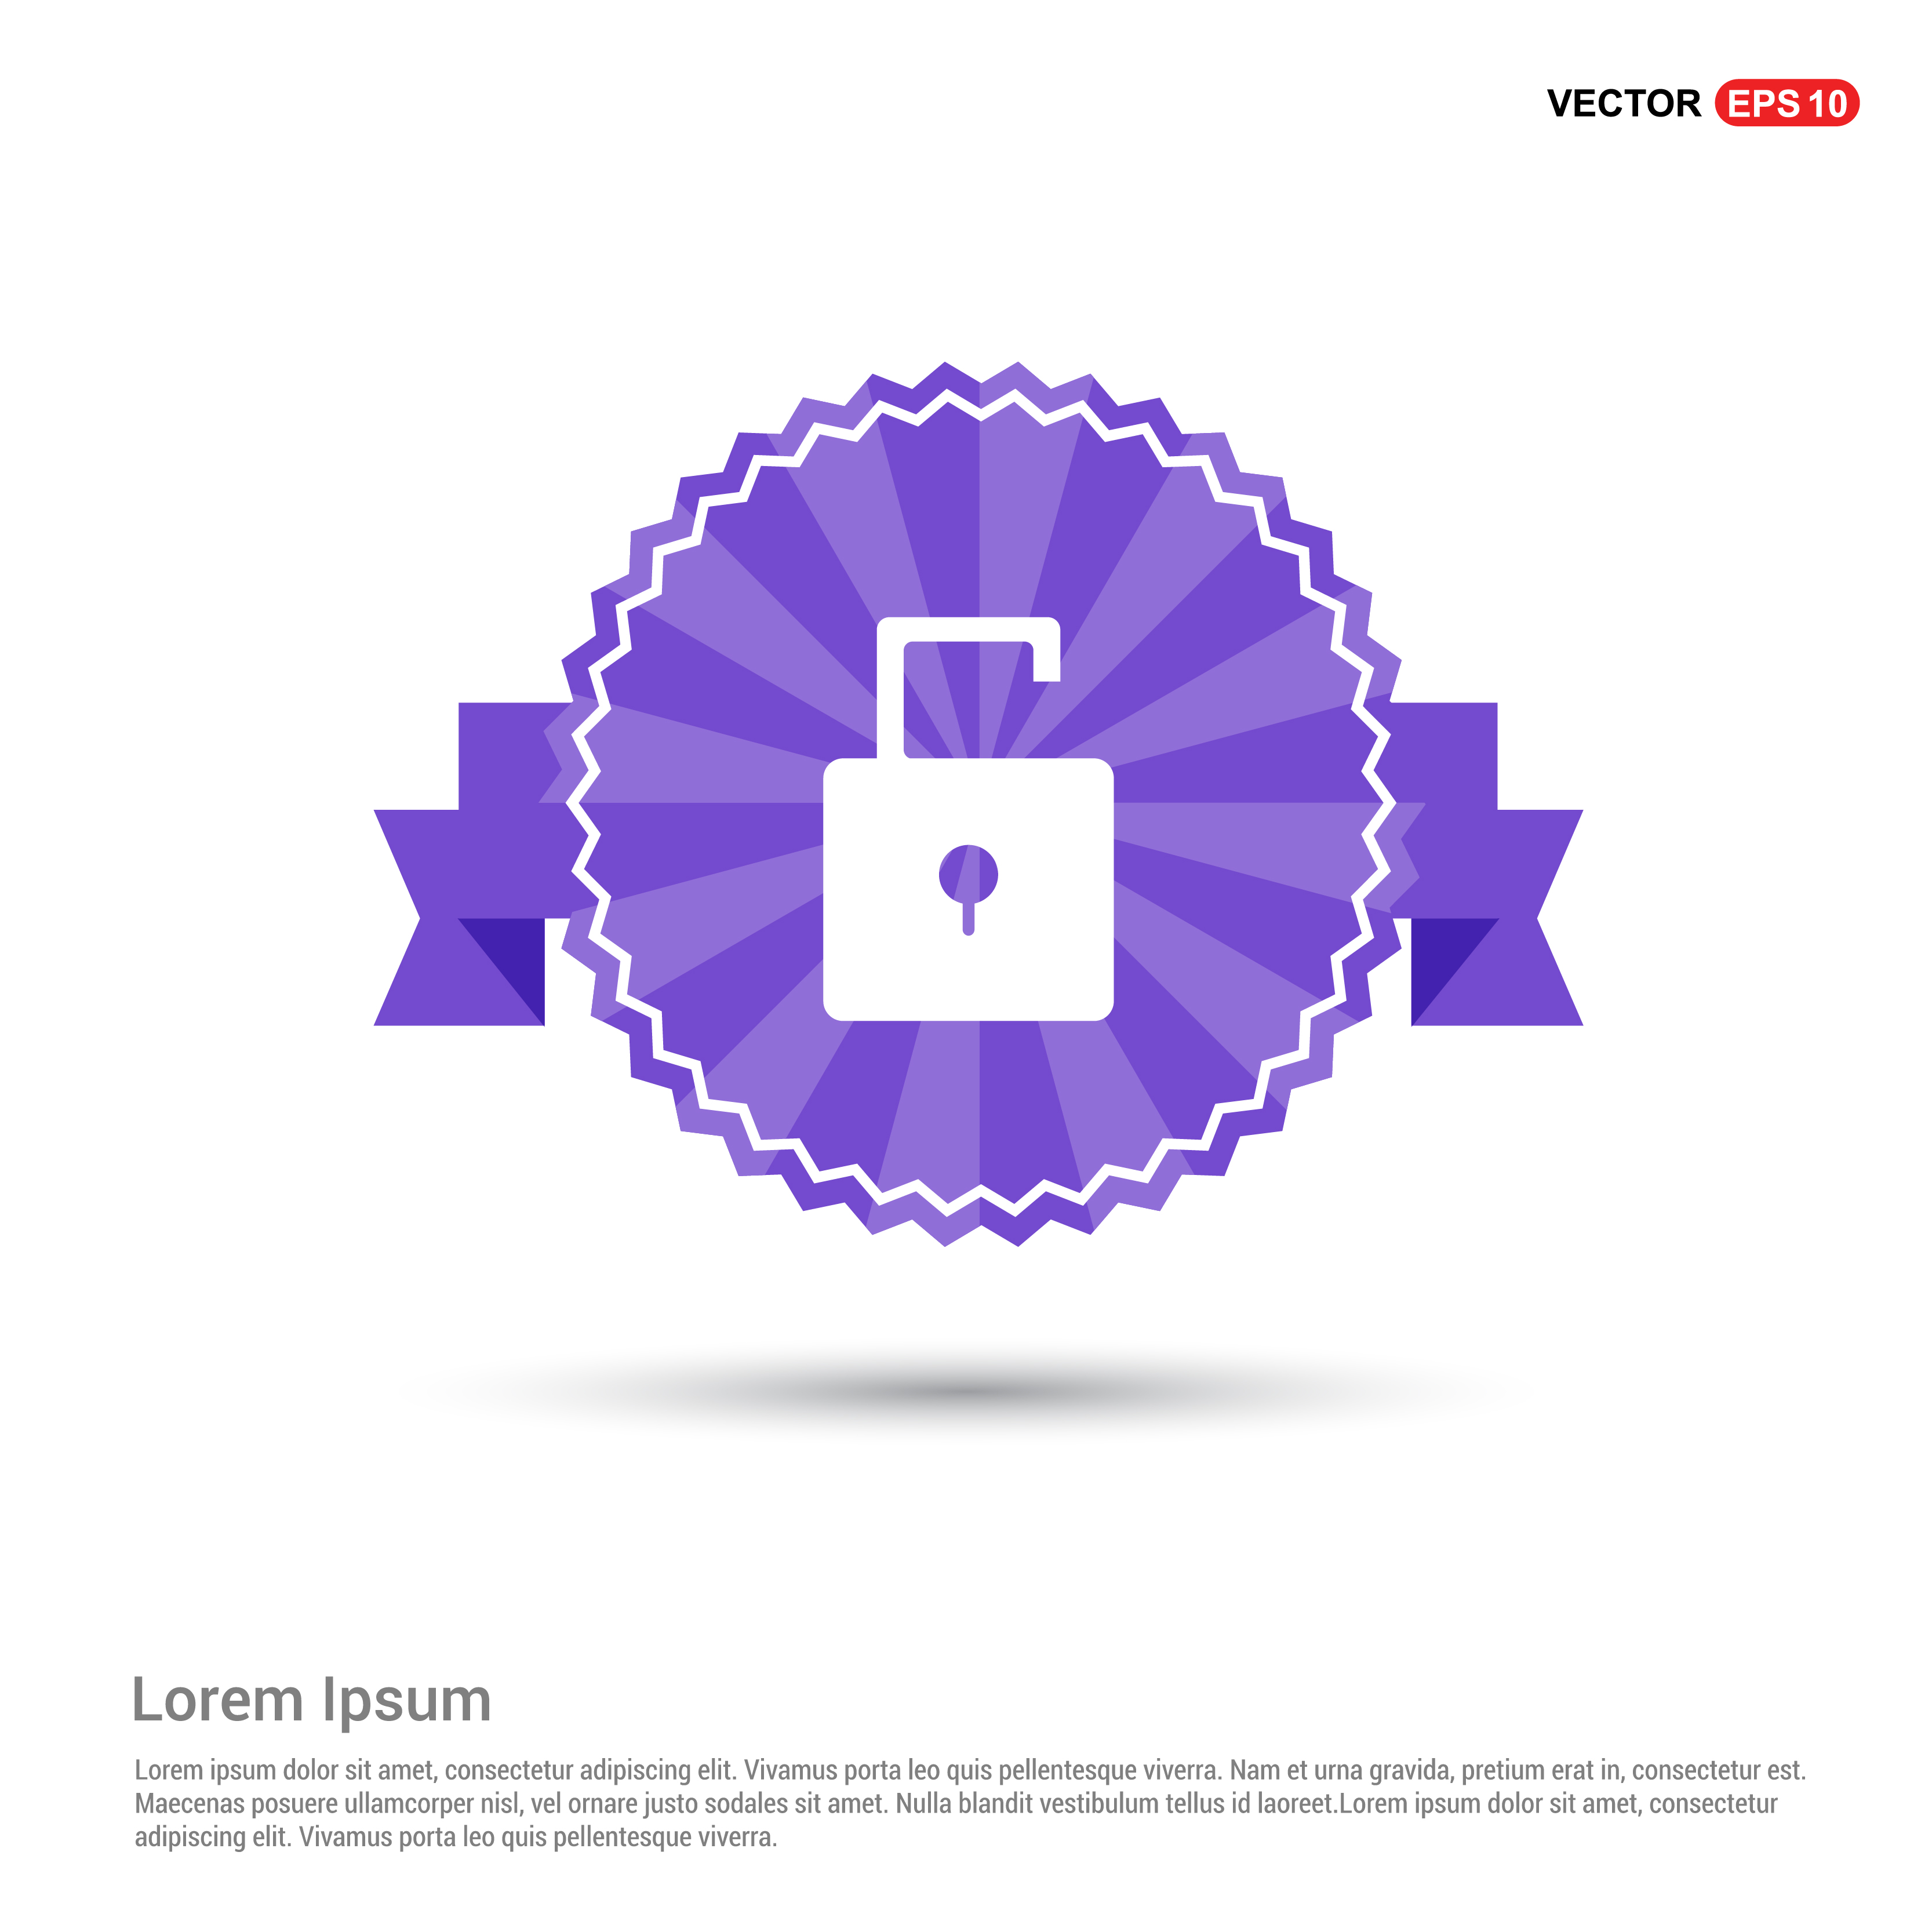 VECTOR EPS 10
Lorem Ipsum
Lorem ipsum dolor sit amet, consectetur adipiscing elit. Vivamus porta leo quis pellentesque viverra. Nam et urna gravida, pretium erat in, consectetur est.
Maecenas posuere ullamcorper nisl, vel ornare justo sodales sit amet. Nulla blandit vestibulum tellus id laoreet.Lorem ipsum dolor sit amet, consectetur
adipiscing elit. Vivamus porta leo quis pellentesque viverra.